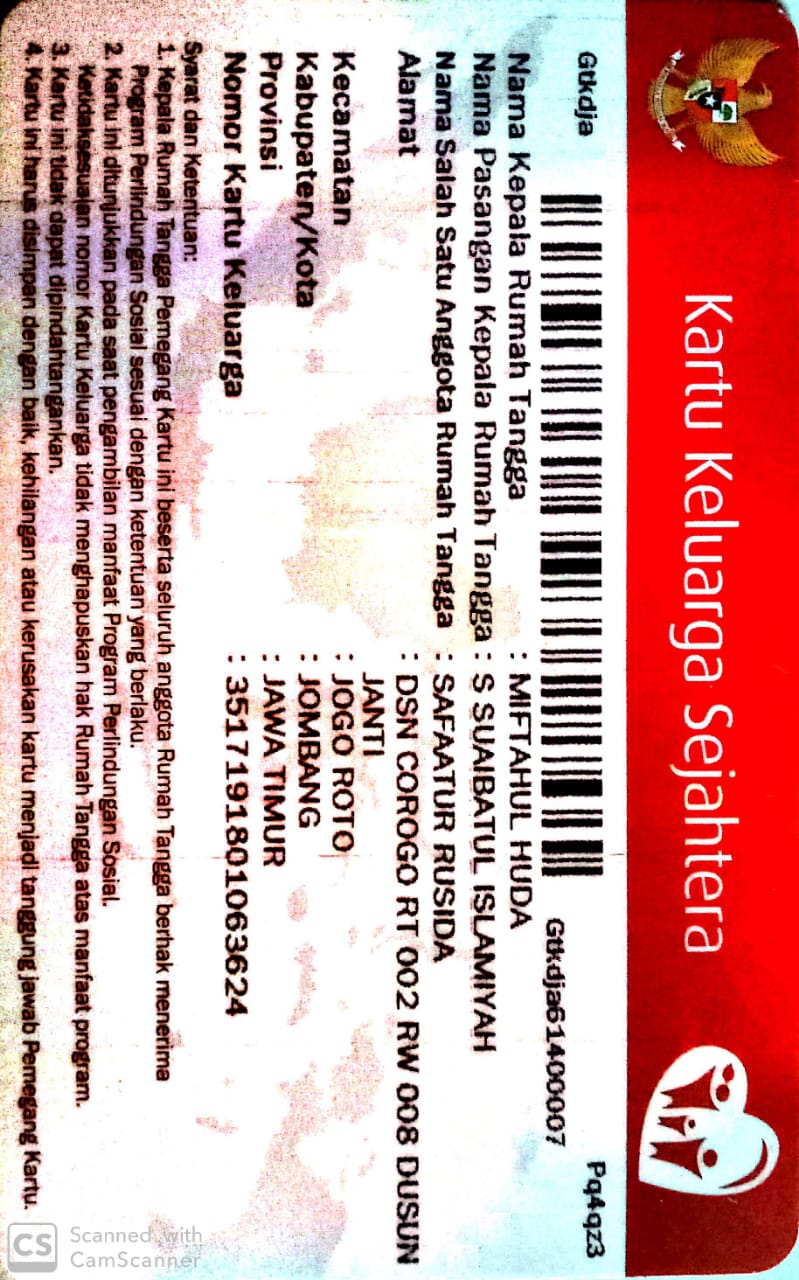 Kartu Keluarga Sejahtera
Gtkdja
Pq4qz3
Gtkdja61400007
Nama Kepala Rumah Tangga : MIFTAHUL HUDA
Nama Pasangan Kepala Rumah Tangga : S SUAIBATUL ISLAMIYAH
Nama Salah Satu Anggota Rumah Tangga : SAFAATUR RUSIDA
Alamat : DSN COROGO RT 002 RW 008 DUSUN
JANTI
Kecamatan : JOGO ROTO
Kabupaten/Kota : JOMBANG
Provinsi : JAWA TIMUR
Nomor Kartu Keluarga : 3517191801063624
Syarat dan Ketentuan:
1. Kepala Rumah Tangga Pemegang Kartu ini beserta seluruh anggota Rumah Tangga berhak menerima
Program Perlindungan Sosial sesuai dengan ketentuan yang berlaku.
2. Kartu ini ditunjukkan pada saat pengambilan manfaat Program Perlindungan Sosial.
Ketidaksesuaian nomor Kartu Keluarga tidak menghapuskan hak Rumah Tangga atas manfaat program.
3. Kartu ini tidak dapat dipindahtangankan.
4. Kartu ini harus disimpan dengan baik, kehilangan atau kerusakan kartu menjadi tanggung jawab Pemegang Kartu.
CS Scanned with
CamScanner